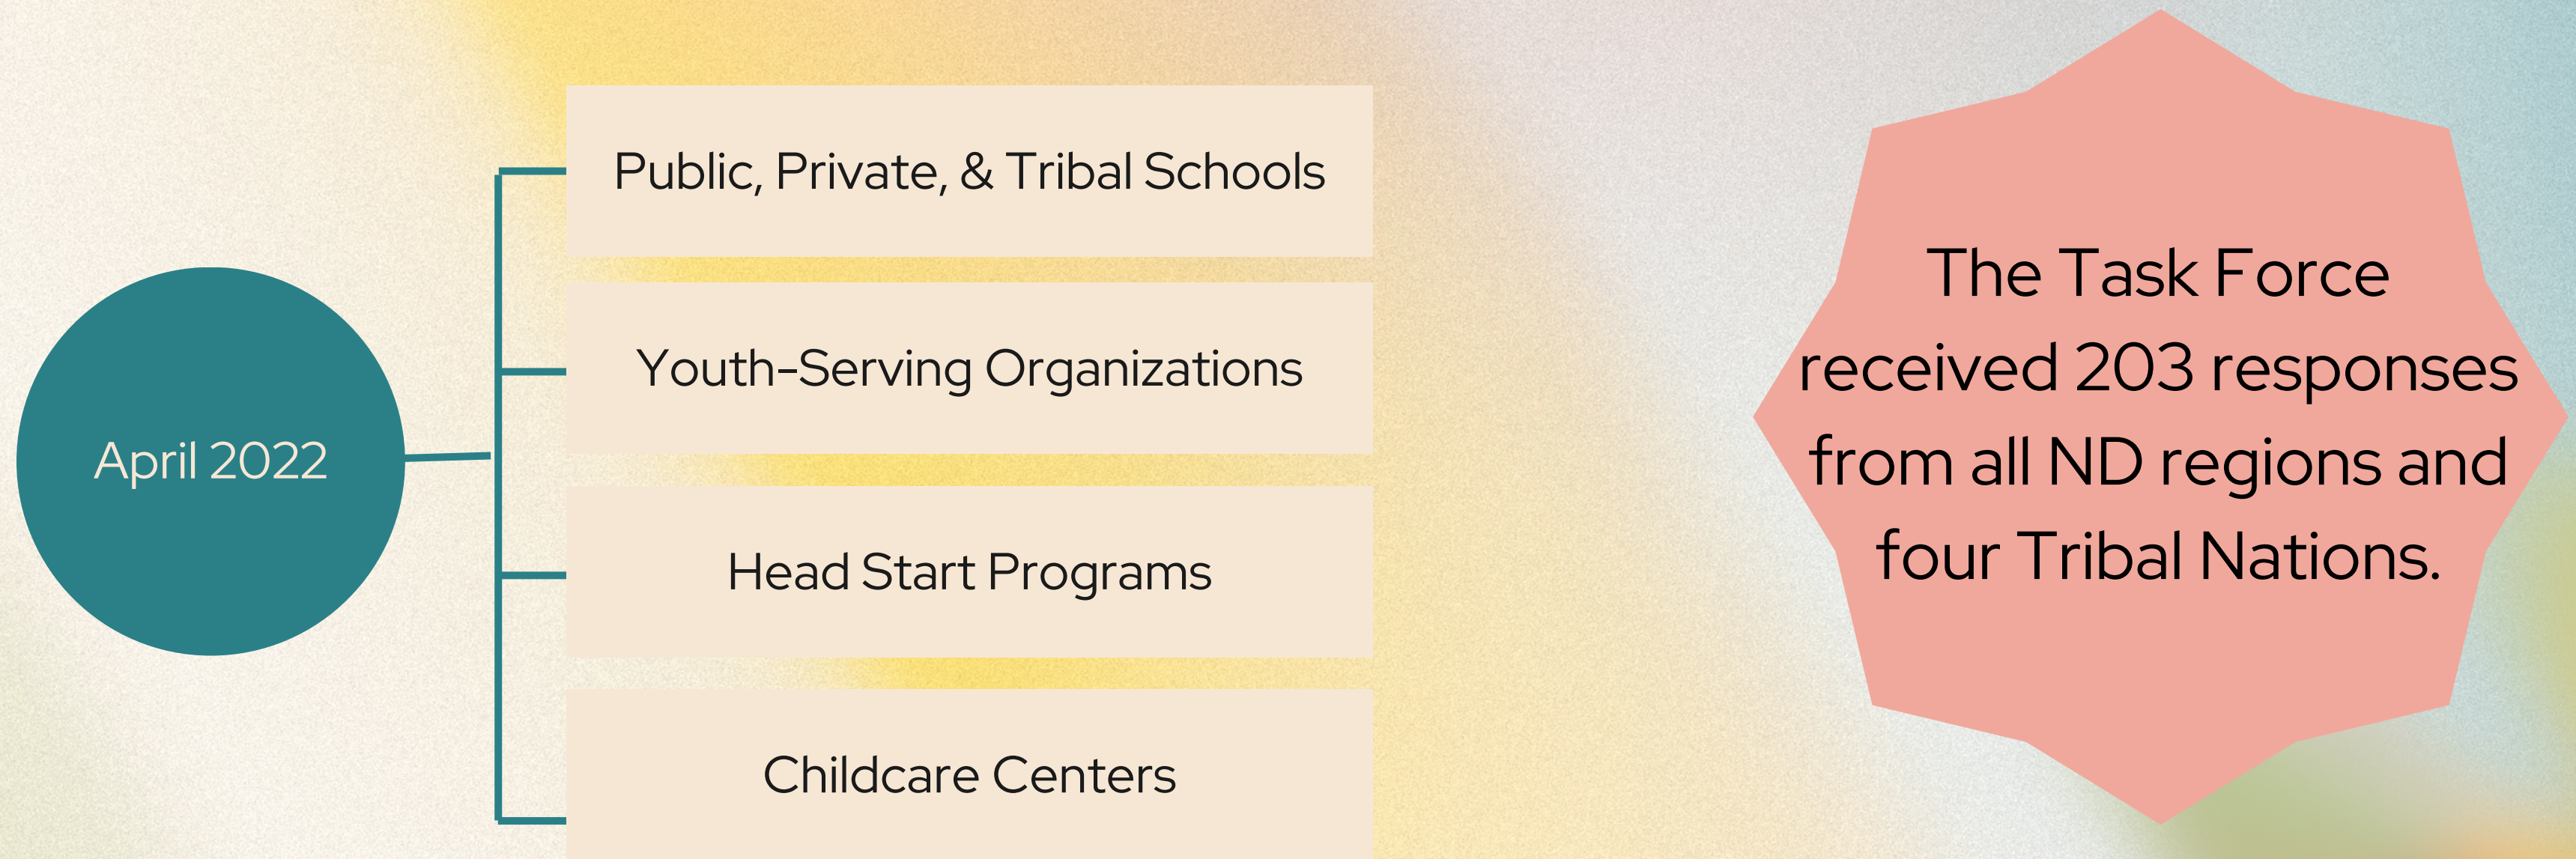 April 2022
Public, Private, & Tribal Schools
Youth-Serving Organizations
Head Start Programs
Childcare Centers
The Task Force
received 203 responses
from all ND regions and
four Tribal Nations.